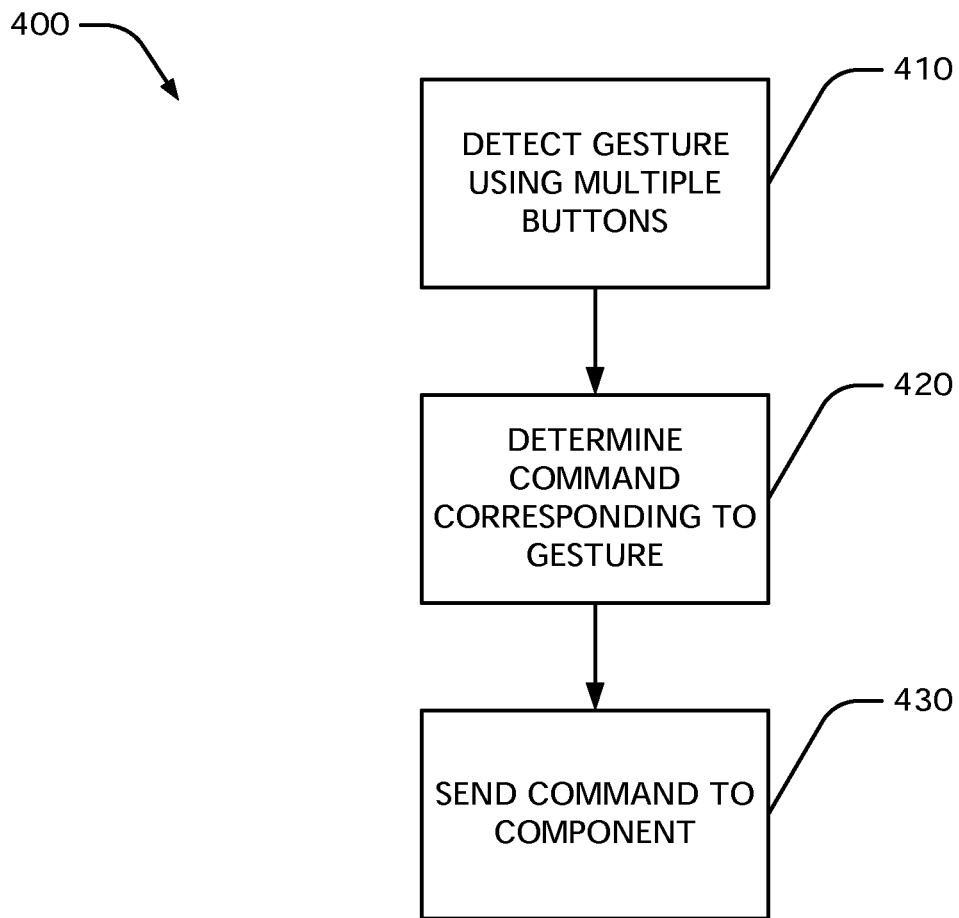 400
410
DETECT GESTURE
USING MULTIPLE
BUTTONS
420
DETERMINE
COMMAND
CORRESPONDING TO
GESTURE
430
SEND COMMAND TO
COMPONENT